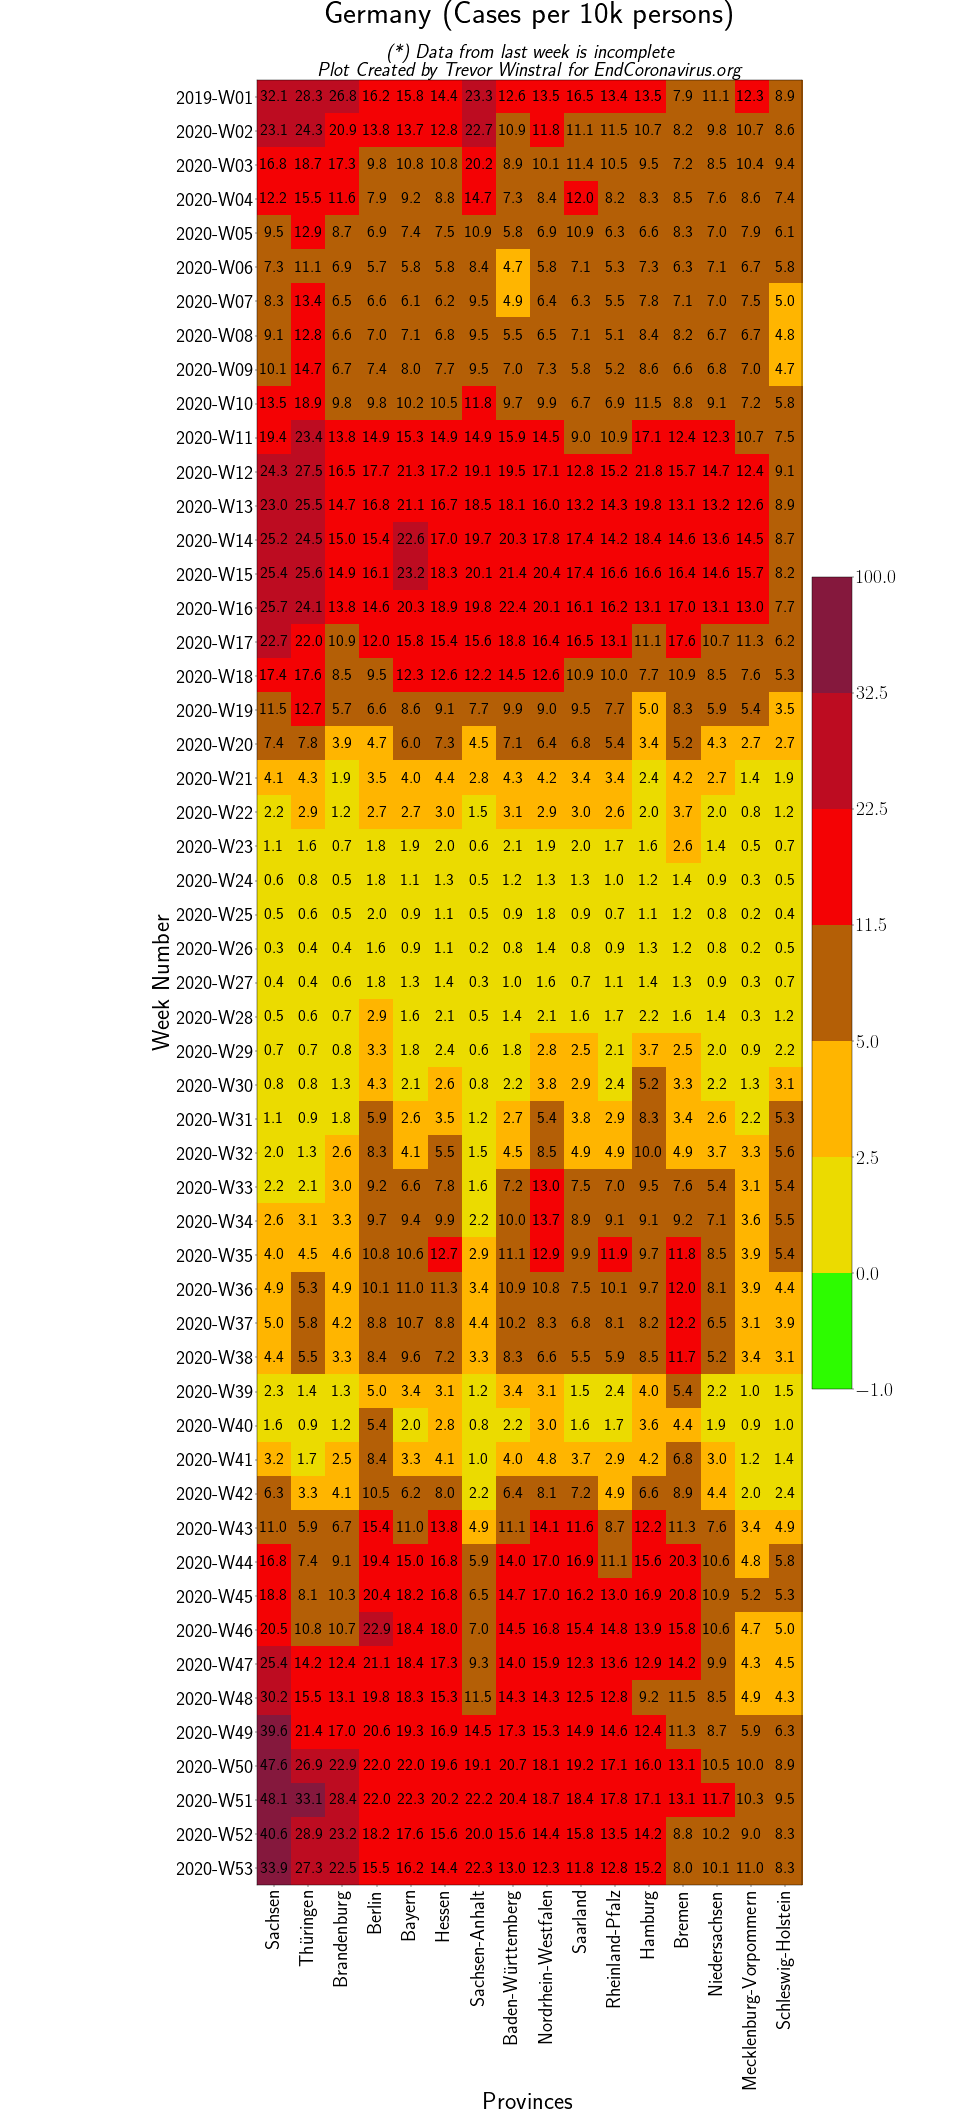 Germany (Cases per 10k persons)
(*) Data from last week is incomplete
Plot Created by Trevor Winstral for EndCoronavirus.org
2019-W01 32.1 28.3 26.8 16.2 15.8 14.4 23.3 12.6 13.5 16.5 13.4 13.5 7.9 11.1 12.3 8.9
2020-W02 23.1 24.3 20.9 13.8 13.7 12.8 22.7 10.9 11.8 11.1 11.5 10.7 8.2 9.8 10.7 8.6
2020-W03 16.8 18.7 17.3 9.8 10.8 10.8 20.2 8.9 10.1 11.4 10.5 9.5 7.2 8.5 10.4 9.4
2020-W04 12.2 15.5 11.6 7.9 9.2 8.8 14.7 7.3 8.4 12.0 8.2 8.3 8.5 7.6 8.6 7.4
2020-W05 9.5 12.9 8.7 6.9 7.4 7.5 10.9 5.8 6.9 10.9 6.3 6.6 8.3 7.0 7.9 6.1
2020-W06 7.3 11.1 6.9 5.7 5.8 5.8 8.4 4.7 5.8 7.1 5.3 7.3 6.3 7.1 6.7 5.8
2020-W07 8.3 13.4 6.5 6.6 6.1 6.2 9.5 4.9 6.4 6.3 5.5 7.8 7.1 7.0 7.5 5.0
2020-W08 9.1 12.8 6.6 7.0 7.1 6.8 9.5 5.5 6.5 7.1 5.1 8.4 8.2 6.7 6.7 4.8
2020-W09 10.1 14.7 6.7 7.4 8.0 7.7 9.5 7.0 7.3 5.8 5.2 8.6 6.6 6.8 7.0 4.7
2020-W10 13.5 18.9 9.8 9.8 10.2 10.5 11.8 9.7 9.9 6.7 6.9 11.5 8.8 9.1 7.2 5.8
2020-W11 19.4 23.4 13.8 14.9 15.3 14.9 14.9 15.9 14.5 9.0 10.9 17.1 12.4 12.3 10.7 7.5
2020-W12 24.3 27.5 16.5 17.7 21.3 17.2 19.1 19.5 17.1 12.8 15.2 21.8 15.7 14.7 12.4 9.1
2020-W13 23.0 25.5 14.7 16.8 21.1 16.7 18.5 18.1 16.0 13.2 14.3 19.8 13.1 13.2 12.6 8.9
2020-W14 25.2 24.5 15.0 15.4 22.6 17.0 19.7 20.3 17.8 17.4 14.2 18.4 14.6 13.6 14.5 8.7
2020-W15 25.4 25.6 14.9 16.1 23.2 18.3 20.1 21.4 20.4 17.4 16.6 16.6 16.4 14.6 15.7 8.2
2020-W16 25.7 24.1 13.8 14.6 20.3 18.9 19.8 22.4 20.1 16.1 16.2 13.1 17.0 13.1 13.0 7.7
2020-W17 22.7 22.0 10.9 12.0 15.8 15.4 15.6 18.8 16.4 16.5 13.1 11.1 17.6 10.7 11.3 6.2
2020-W18 17.4 17.6 8.5 9.5 12.3 12.6 12.2 14.5 12.6 10.9 10.0 7.7 10.9 8.5 7.6 5.3
2020-W19 11.5 12.7 5.7 6.6 8.6 9.1 7.7 9.9 9.0 9.5 7.7 5.0 8.3 5.9 5.4 3.5
2020-W20 7.4 7.8 3.9 4.7 6.0 7.3 4.5 7.1 6.4 6.8 5.4 3.4 5.2 4.3 2.7 2.7
2020-W21 4.1 4.3 1.9 3.5 4.0 4.4 2.8 4.3 4.2 3.4 3.4 2.4 4.2 2.7 1.4 1.9
2020-W22 2.2 2.9 1.2 2.7 2.7 3.0 1.5 3.1 2.9 3.0 2.6 2.0 3.7 2.0 0.8 1.2
2020-W23 1.1 1.6 0.7 1.8 1.9 2.0 0.6 2.1 1.9 2.0 1.7 1.6 2.6 1.4 0.5 0.7
2020-W24 0.6 0.8 0.5 1.8 1.1 1.3 0.5 1.2 1.3 1.3 1.0 1.2 1.4 0.9 0.3 0.5
2020-W25 0.5 0.6 0.5 2.0 0.9 1.1 0.5 0.9 1.8 0.9 0.7 1.1 1.2 0.8 0.2 0.4
2020-W26 0.3 0.4 0.4 1.6 0.9 1.1 0.2 0.8 1.4 0.8 0.9 1.3 1.2 0.8 0.2 0.5
2020-W27 0.4 0.4 0.6 1.8 1.3 1.4 0.3 1.0 1.6 0.7 1.1 1.4 1.3 0.9 0.3 0.7
2020-W28 0.5 0.6 0.7 2.9 1.6 2.1 0.5 1.4 2.1 1.6 1.7 2.2 1.6 1.4 0.3 1.2
2020-W29 0.7 0.7 0.8 3.3 1.8 2.4 0.6 1.8 2.8 2.5 2.1 3.7 2.5 2.0 0.9 2.2
2020-W30 0.8 0.8 1.3 4.3 2.1 2.6 0.8 2.2 3.8 2.9 2.4 5.2 3.3 2.2 1.3 3.1
2020-W31 1.1 0.9 1.8 5.9 2.6 3.5 1.2 2.7 5.4 3.8 2.9 8.3 3.4 2.6 2.2 5.3
2020-W32 2.0 1.3 2.6 8.3 4.1 5.5 1.5 4.5 8.5 4.9 4.9 10.0 4.9 3.7 3.3 5.6
2020-W33 2.2 2.1 3.0 9.2 6.6 7.8 1.6 7.2 13.0 7.5 7.0 9.5 7.6 5.4 3.1 5.4
2020-W34 2.6 3.1 3.3 9.7 9.4 9.9 2.2 10.0 13.7 8.9 9.1 9.1 9.2 7.1 3.6 5.5
2020-W35 4.0 4.5 4.6 10.8 10.6 12.7 2.9 11.1 12.9 9.9 11.9 9.7 11.8 8.5 3.9 5.4
2020-W36 4.9 5.3 4.9 10.1 11.0 11.3 3.4 10.9 10.8 7.5 10.1 9.7 12.0 8.1 3.9 4.4
2020-W37 5.0 5.8 4.2 8.8 10.7 8.8 4.4 10.2 8.3 6.8 8.1 8.2 12.2 6.5 3.1 3.9
2020-W38 4.4 5.5 3.3 8.4 9.6 7.2 3.3 8.3 6.6 5.5 5.9 8.5 11.7 5.2 3.4 3.1
2020-W39 2.3 1.4 1.3 5.0 3.4 3.1 1.2 3.4 3.1 1.5 2.4 4.0 5.4 2.2 1.0 1.5
2020-W40 1.6 0.9 1.2 5.4 2.0 2.8 0.8 2.2 3.0 1.6 1.7 3.6 4.4 1.9 0.9 1.0
2020-W41 3.2 1.7 2.5 8.4 3.3 4.1 1.0 4.0 4.8 3.7 2.9 4.2 6.8 3.0 1.2 1.4
2020-W42 6.3 3.3 4.1 10.5 6.2 8.0 2.2 6.4 8.1 7.2 4.9 6.6 8.9 4.4 2.0 2.4
2020-W43 11.0 5.9 6.7 15.4 11.0 13.8 4.9 11.1 14.1 11.6 8.7 12.2 11.3 7.6 3.4 4.9
2020-W44 16.8 7.4 9.1 19.4 15.0 16.8 5.9 14.0 17.0 16.9 11.1 15.6 20.3 10.6 4.8 5.8
2020-W45 18.8 8.1 10.3 20.4 18.2 16.8 6.5 14.7 17.0 16.2 13.0 16.9 20.8 10.9 5.2 5.3
2020-W46 20.5 10.8 10.7 22.9 18.4 18.0 7.0 14.5 16.8 15.4 14.8 13.9 15.8 10.6 4.7 5.0
2020-W47 25.4 14.2 12.4 21.1 18.4 17.3 9.3 14.0 15.9 12.3 13.6 12.9 14.2 9.9 4.3 4.5
2020-W48 30.2 15.5 13.1 19.8 18.3 15.3 11.5 14.3 14.3 12.5 12.8 9.2 11.5 8.5 4.9 4.3
2020-W49 39.6 21.4 17.0 20.6 19.3 16.9 14.5 17.3 15.3 14.9 14.6 12.4 11.3 8.7 5.9 6.3
2020-W50 47.6 26.9 22.9 22.0 22.0 19.6 19.1 20.7 18.1 19.2 17.1 16.0 13.1 10.5 10.0 8.9
2020-W51 48.1 33.1 28.4 22.0 22.3 20.2 22.2 20.4 18.7 18.4 17.8 17.1 13.1 11.7 10.3 9.5
2020-W52 40.6 28.9 23.2 18.2 17.6 15.6 20.0 15.6 14.4 15.8 13.5 14.2 8.8 10.2 9.0 8.3
2020-W53 33.9 27.3 22.5 15.5 16.2 14.4 22.3 13.0 12.3 11.8 12.8 15.2 8.0 10.1 11.0 8.3
Week Number
Sachsen
Thüringen
Brandenburg
Berlin
Bayern
Hessen
Sachsen-Anhalt
Baden-Württemberg
Nordrhein-Westfalen
Saarland
Rheinland-Pfalz
Hamburg
Bremen
Niedersachsen
Mecklenburg-Vorpommern
Schleswig-Holstein
Provinces
100.0
32.5
22.5
11.5
5.0
2.5
0.0
−1.0